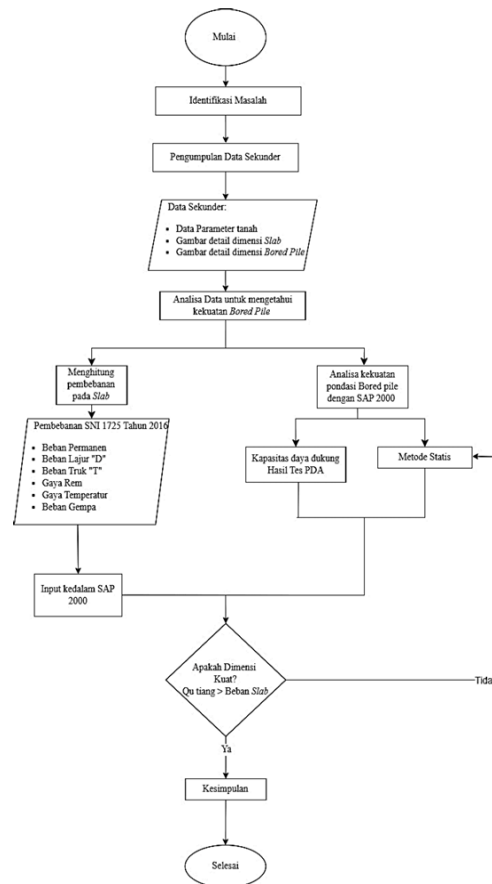 Mulai
Identifikasi Masalah
Pengumpulan Data Sekunder
Data Sekunder:
• Data Parameter tanah
• Gambar detail dimensi Slab
• Gambar detail dimensi Bored Pile
Analisa Data untuk mengetahui
kekuatan Bored Pile
Menghitung
pembebanan
pada Slab
Analisa kekuatan
pondasi Bored pile
dengan SAP 2000
Pembebanan SNI 1725 Tahun 2016
• Beban Permanen
• Beban Lajur "D"
• Beban Truk "T"
• Gaya Rem
• Gaya Temperatur
• Beban Gempa
Kapasitas daya dukung
Hasil Tes PDA
Metode Statis
Input kedalam SAP
2000
Apakah Dimensi
Kuat?
Qu tiang > Beban Slab
Tida
Ya
Kesimpulan
Selesai